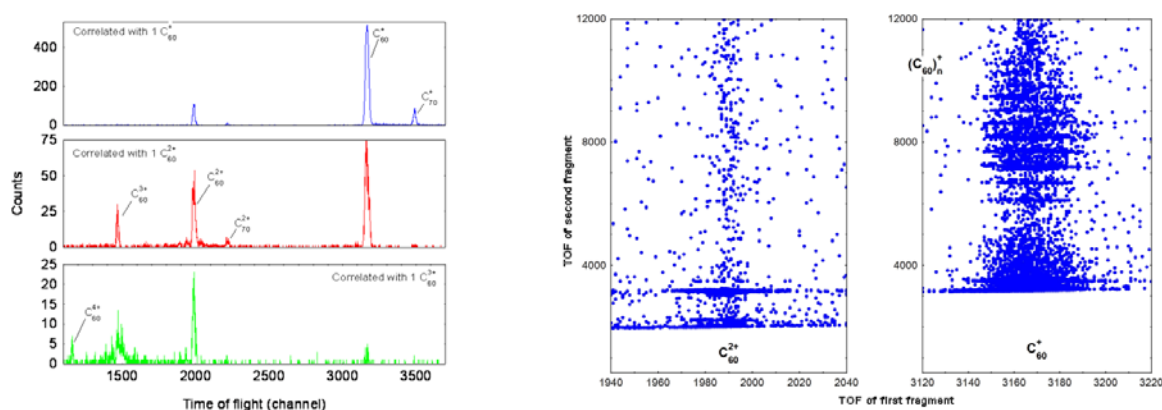 Correlated with 1 C60+
C60+
C70+
400
200
0
Correlated with 1 C602+
C603+
C602+
C702+
75
50
25
0
Correlated with 1 C603+
C604+
25
20
15
10
5
0
Counts
1500 2000 2500 3000 3500
Time of flight (channel)
12000
8000
4000
TOF of second fragment
C602+
1940 1960 1980 2000 2020 2040
12000
(C60)n+
8000
4000
C60+
3120 3140 3160 3180 3200 3220
TOF of first fragment